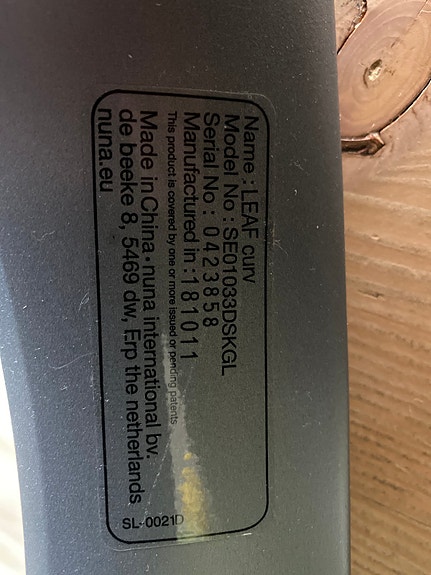 Name : LEAF curv
Model No : SE01033DSKGL
Serial No : 0423858
Manufactured in : 181011
This product is covered by one or more issued or pending patents
Made in China • nuna international bv.
de beeke 8, 5469 dw, Erp the netherlands
nuna.eu
SL-0021D